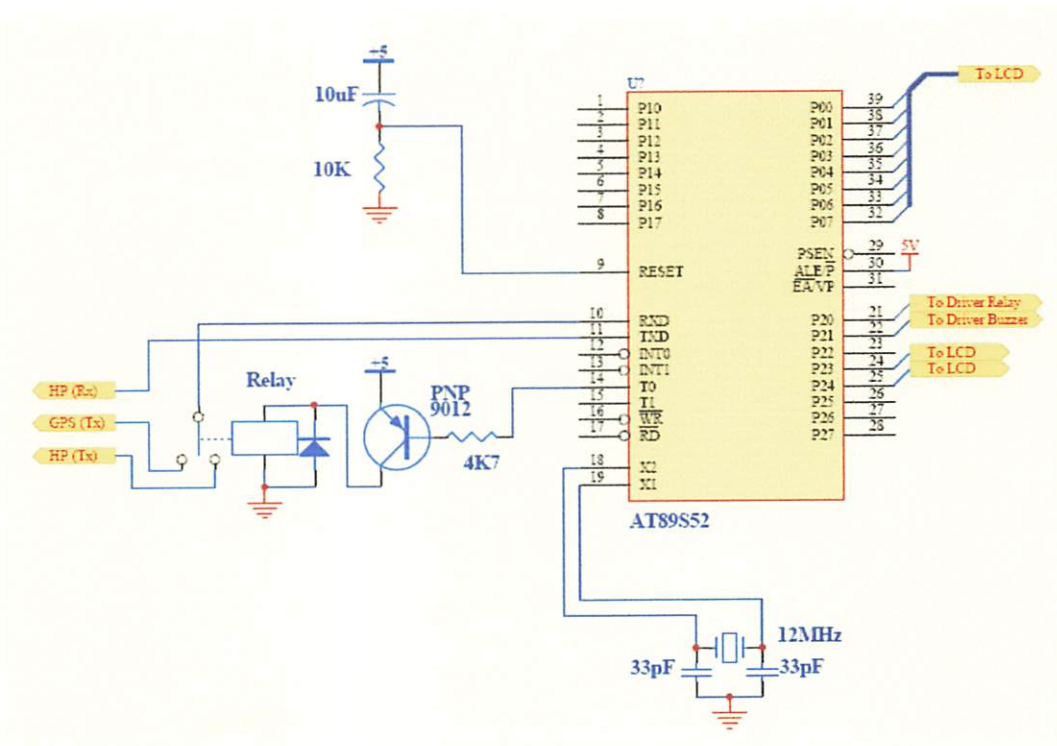 +5
10uF
10K
U?
1 P10
2 P11
3 P12
4 P13
5 P14
6 P15
7 P16
8 P17
9 RESET
10 RXD
11 TXD
12 INT0
13 INT1
14 T0
15 T1
16 WR
17 RD
18 X2
19 X1
P00 39
P01 38
P02 37
P03 36
P04 35
P05 34
P06 33
P07 32
PSEN 29
ALE/P 30
EA/VP 31
P20 21
P21 22
P22 23
P23 24
P24 25
P25 26
P26 27
P27 28
AT89S52
To LCD
5V
To Driver Relay
To Driver Buzzer
To LCD
To LCD
HP (Rx)
GPS (Tx)
HP (Tx)
Relay
+5
PNP
9012
4K7
12MHz
33pF
33pF